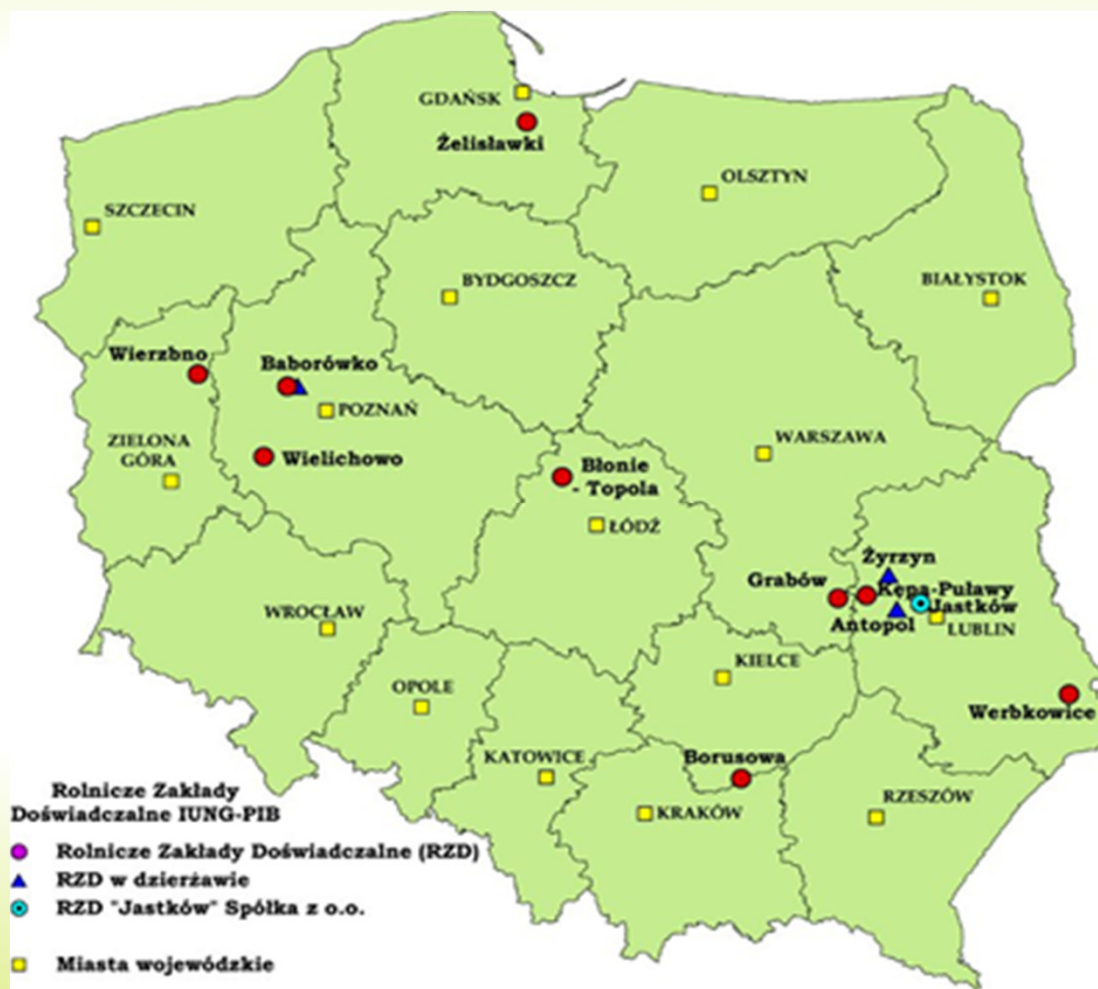 GDAŃSK
Żelisławki
OLSZTYN
SZCZECIN
BYDGOSZCZ
BIAŁYSTOK
Wierzbno
Baborówko
POZNAŃ
ZIELONA
GÓRA
Wielichowo
WARSZAWA
Błonie
- Topola
ŁÓDŹ
Żyrzyn
Grabów
Kępa-Puławy
Jastków
Antopol
LUBLIN
WROCŁAW
KIELCE
OPOLE
Werbkowice
KATOWICE
Borusowa
RZESZÓW
KRAKÓW
Rolnicze Zakłady
Doświadczalne IUNG-PIB
Rolnicze Zakłady Doświadczalne (RZD)
RZD w dzierżawie
RZD "Jastków" Spółka z o.o.
Miasta wojewódzkie